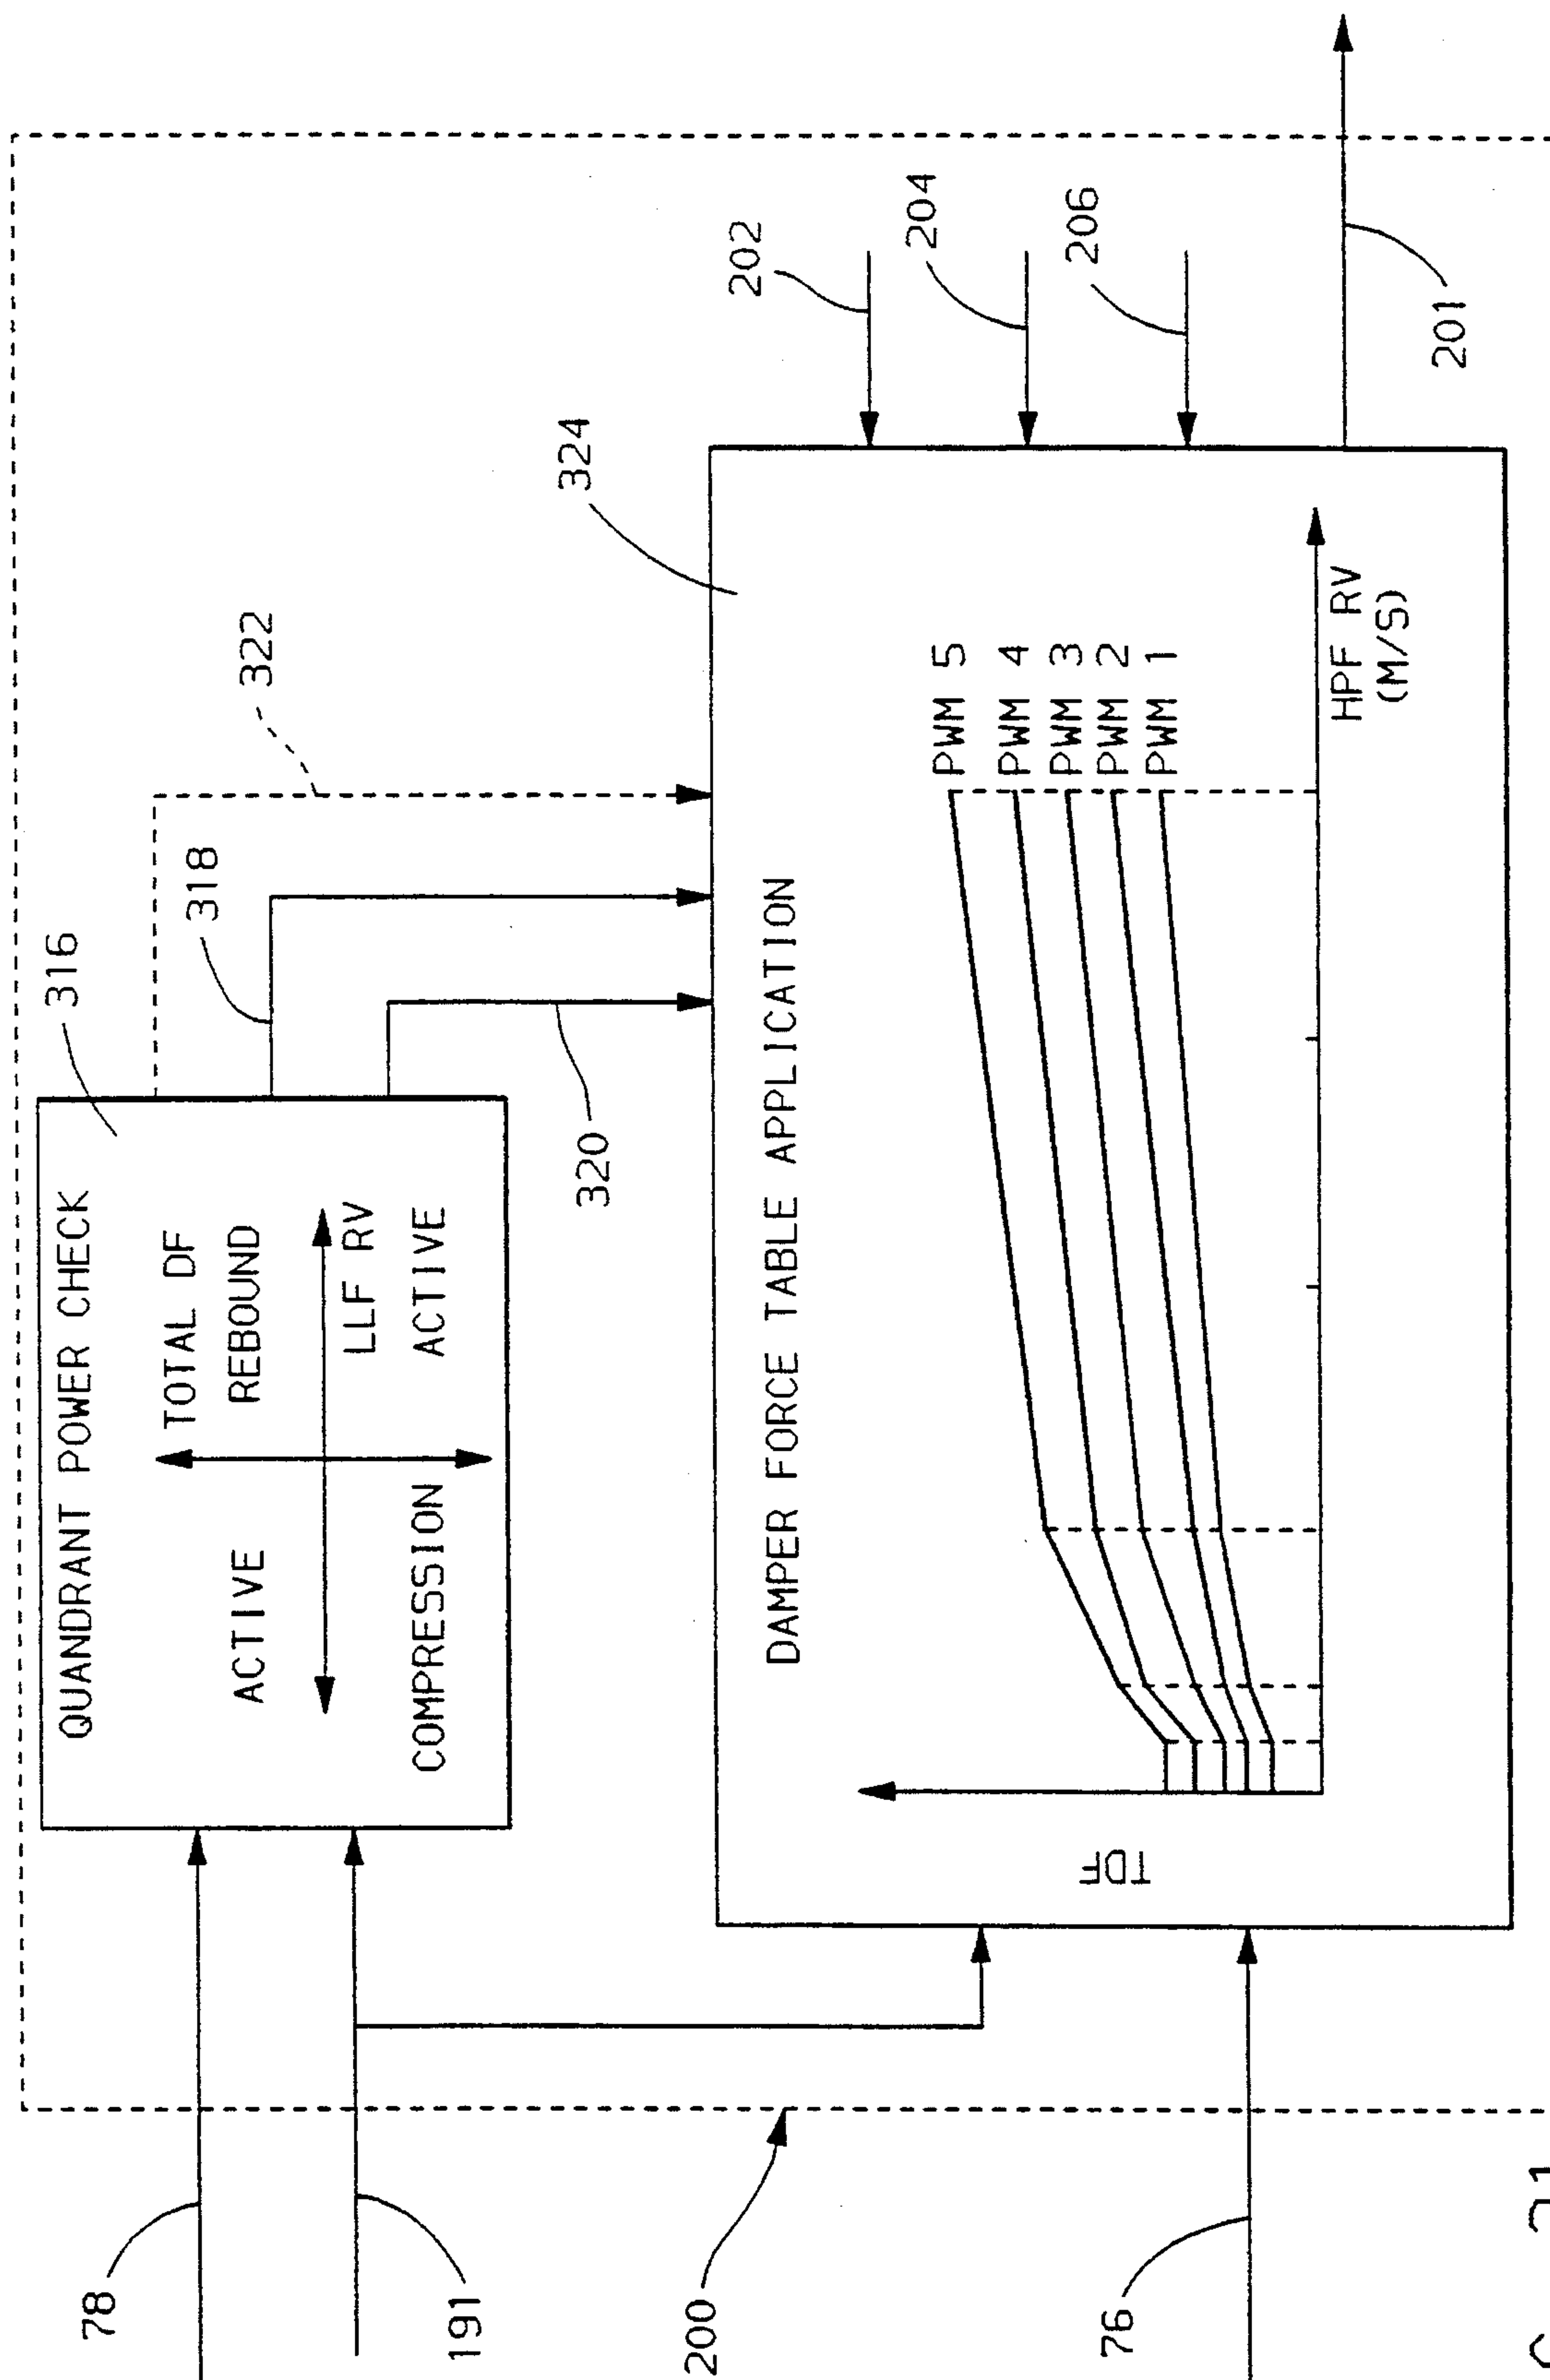 316
QUANDRANT POWER CHECK
TOTAL DF
ACTIVE
REBOUND
LLF RV
COMPRESSION
ACTIVE
78
191
318
322
320
200
324
DAMPER FORCE TABLE APPLICATION
202
204
206
TDF
PWM 5
PWM 4
PWM 3
PWM 2
PWM 1
HPF RV
(M/S)
76
201